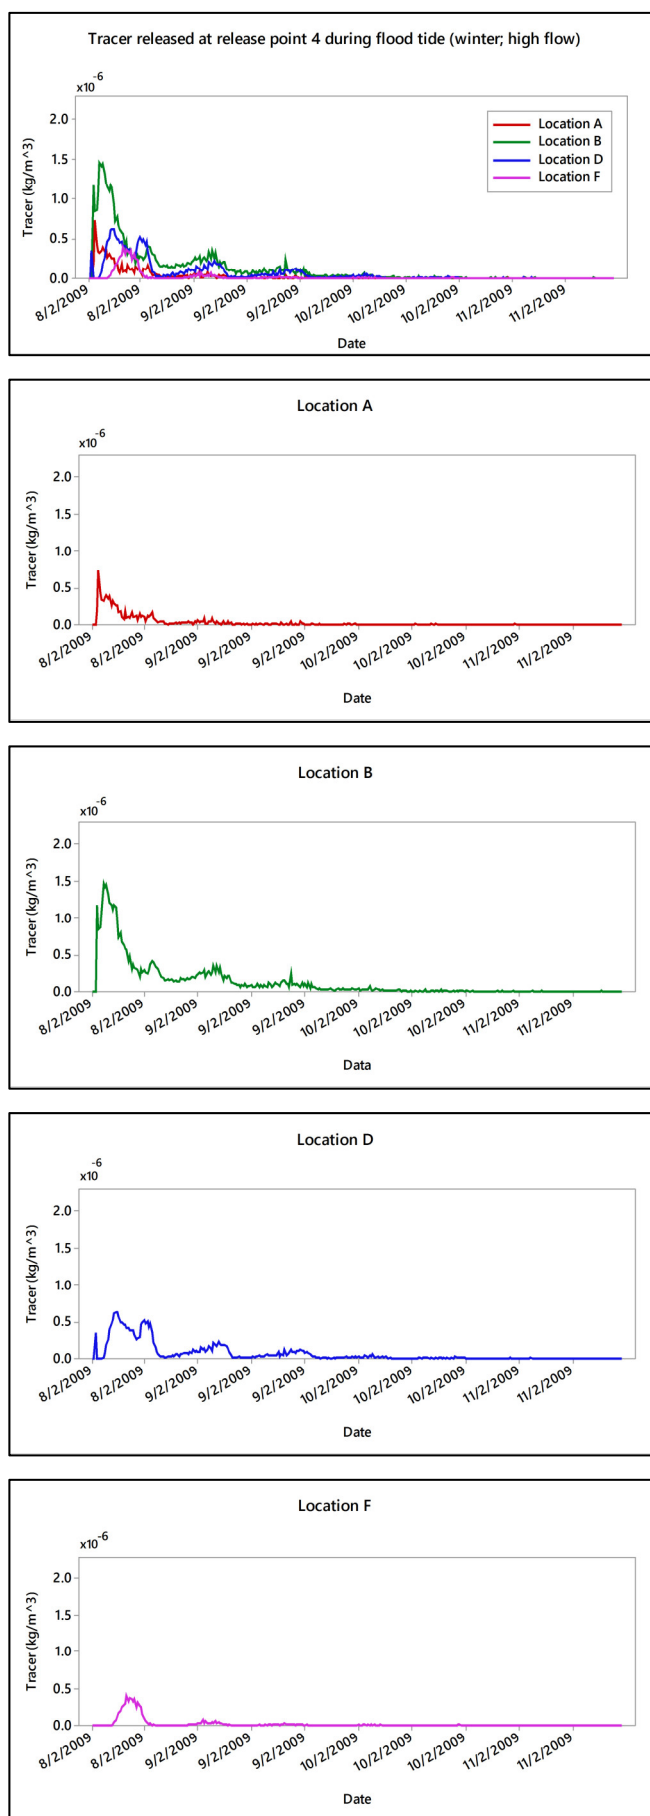 Tracer released at release point 4 during flood tide (winter; high flow)
x10-6
Tracer (kg/m^3)
2.0
1.5
1.0
0.5
0.0
Location A
Location B
Location D
Location F
8/2/2009 8/2/2009 9/2/2009 9/2/2009 9/2/2009 10/2/2009 10/2/2009 10/2/2009 11/2/2009 11/2/2009
Date
Location A
x10-6
Tracer (kg/m^3)
2.0
1.5
1.0
0.5
0.0
8/2/2009 8/2/2009 9/2/2009 9/2/2009 9/2/2009 10/2/2009 10/2/2009 10/2/2009 11/2/2009 11/2/2009
Date
Location B
x10-6
Tracer (kg/m^3)
2.0
1.5
1.0
0.5
0.0
8/2/2009 8/2/2009 9/2/2009 9/2/2009 9/2/2009 10/2/2009 10/2/2009 10/2/2009 11/2/2009 11/2/2009
Data
Location D
x10-6
Tracer (kg/m^3)
2.0
1.5
1.0
0.5
0.0
8/2/2009 8/2/2009 9/2/2009 9/2/2009 9/2/2009 10/2/2009 10/2/2009 10/2/2009 11/2/2009 11/2/2009
Date
Location F
x10-6
Tracer (kg/m^3)
2.0
1.5
1.0
0.5
0.0
8/2/2009 8/2/2009 9/2/2009 9/2/2009 9/2/2009 10/2/2009 10/2/2009 10/2/2009 11/2/2009 11/2/2009
Date